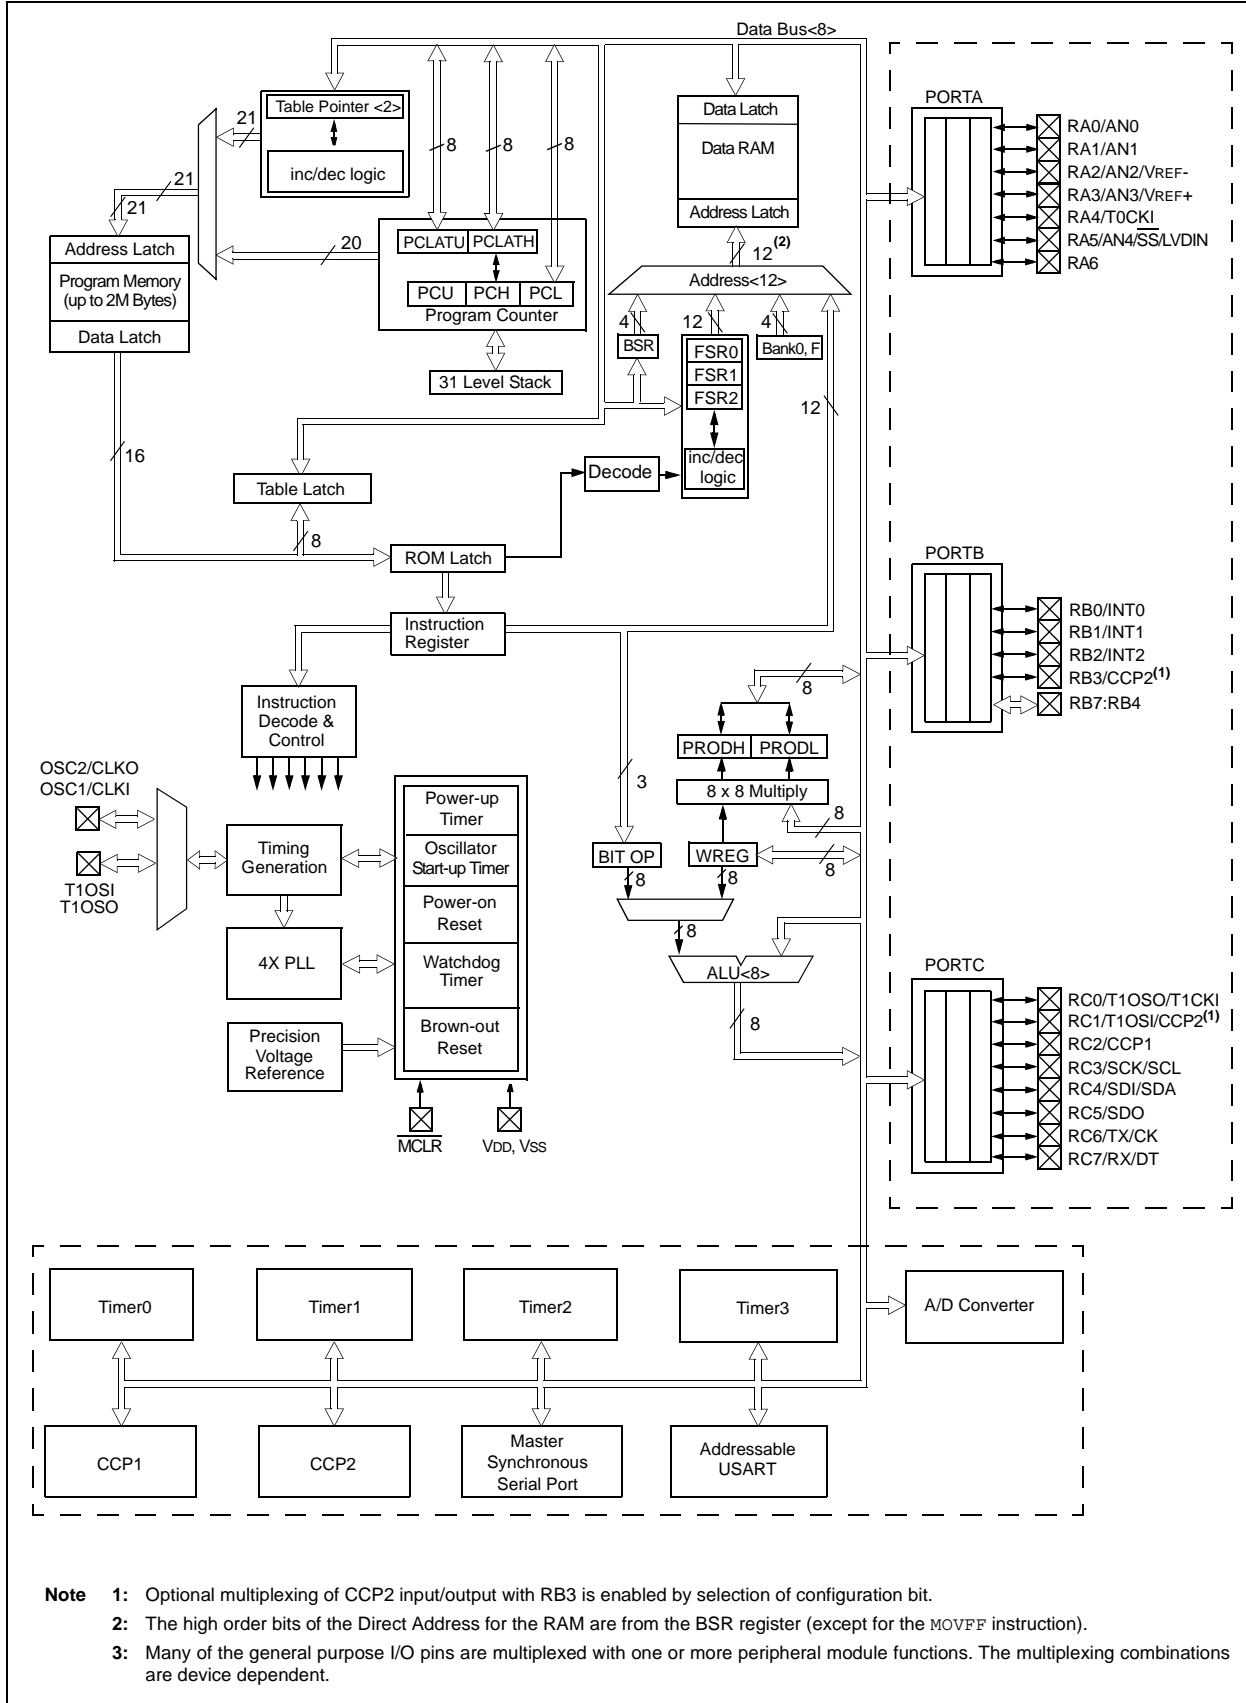 Data Bus<8>
PORTA
Table Pointer <2>
Data Latch
21
RA0/AN0
8
8
8
Data RAM
RA1/AN1
inc/dec logic
RA2/AN2/VREF-
21
RA3/AN3/VREF+
21
Address Latch
RA4/T0CKI
20
PCLATU
PCLATH
12(2)
RA5/AN4/SS/LVDIN
Address Latch
RA6
Program Memory
(up to 2M Bytes)
Address<12>
PCU
PCH
PCL
Program Counter
4
12
4
Data Latch
BSR
FSR0
Bank0, F
FSR1
31 Level Stack
FSR2
12
16
inc/dec
logic
Decode
Table Latch
8
ROM Latch
PORTB
RB0/INT0
Instruction
Register
RB1/INT1
RB2/INT2
RB3/CCP2(1)
8
RB7:RB4
Instruction
Decode &
Control
PRODH
PRODL
OSC2/CLKO
OSC1/CLKI
3
8 x 8 Multiply
Power-up
Timer
8
Timing
Generation
Oscillator
Start-up Timer
BIT OP
WREG
8
T1OSI
T1OSO
8
8
Power-on
Reset
8
4X PLL
Watchdog
Timer
ALU<8>
PORTC
RC0/T1OSO/T1CKI
8
RC1/T1OSI/CCP2(1)
Precision
Voltage
Reference
Brown-out
Reset
RC2/CCP1
RC3/SCK/SCL
RC4/SDI/SDA
RC5/SDO
MCLR
VDD, VSS
RC6/TX/CK
RC7/RX/DT
Timer0
Timer1
Timer2
Timer3
A/D Converter
CCP1
CCP2
Master
Synchronous
Serial Port
Addressable
USART
Note 1: Optional multiplexing of CCP2 input/output with RB3 is enabled by selection of configuration bit.
2: The high order bits of the Direct Address for the RAM are from the BSR register (except for the MOVFF instruction).
3: Many of the general purpose I/O pins are multiplexed with one or more peripheral module functions. The multiplexing combinations
are device dependent.